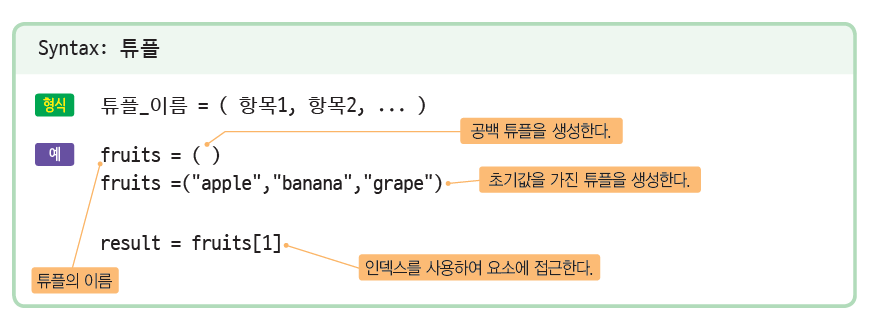 Syntax: 튜플
형식 튜플_이름 = ( 항목1, 항목2, ... )
공백 튜플을 생성한다.
예 fruits = ( )
fruits =("apple","banana","grape")
초기값을 가진 튜플을 생성한다.
result = fruits[1]
인덱스를 사용하여 요소에 접근한다.
튜플의 이름